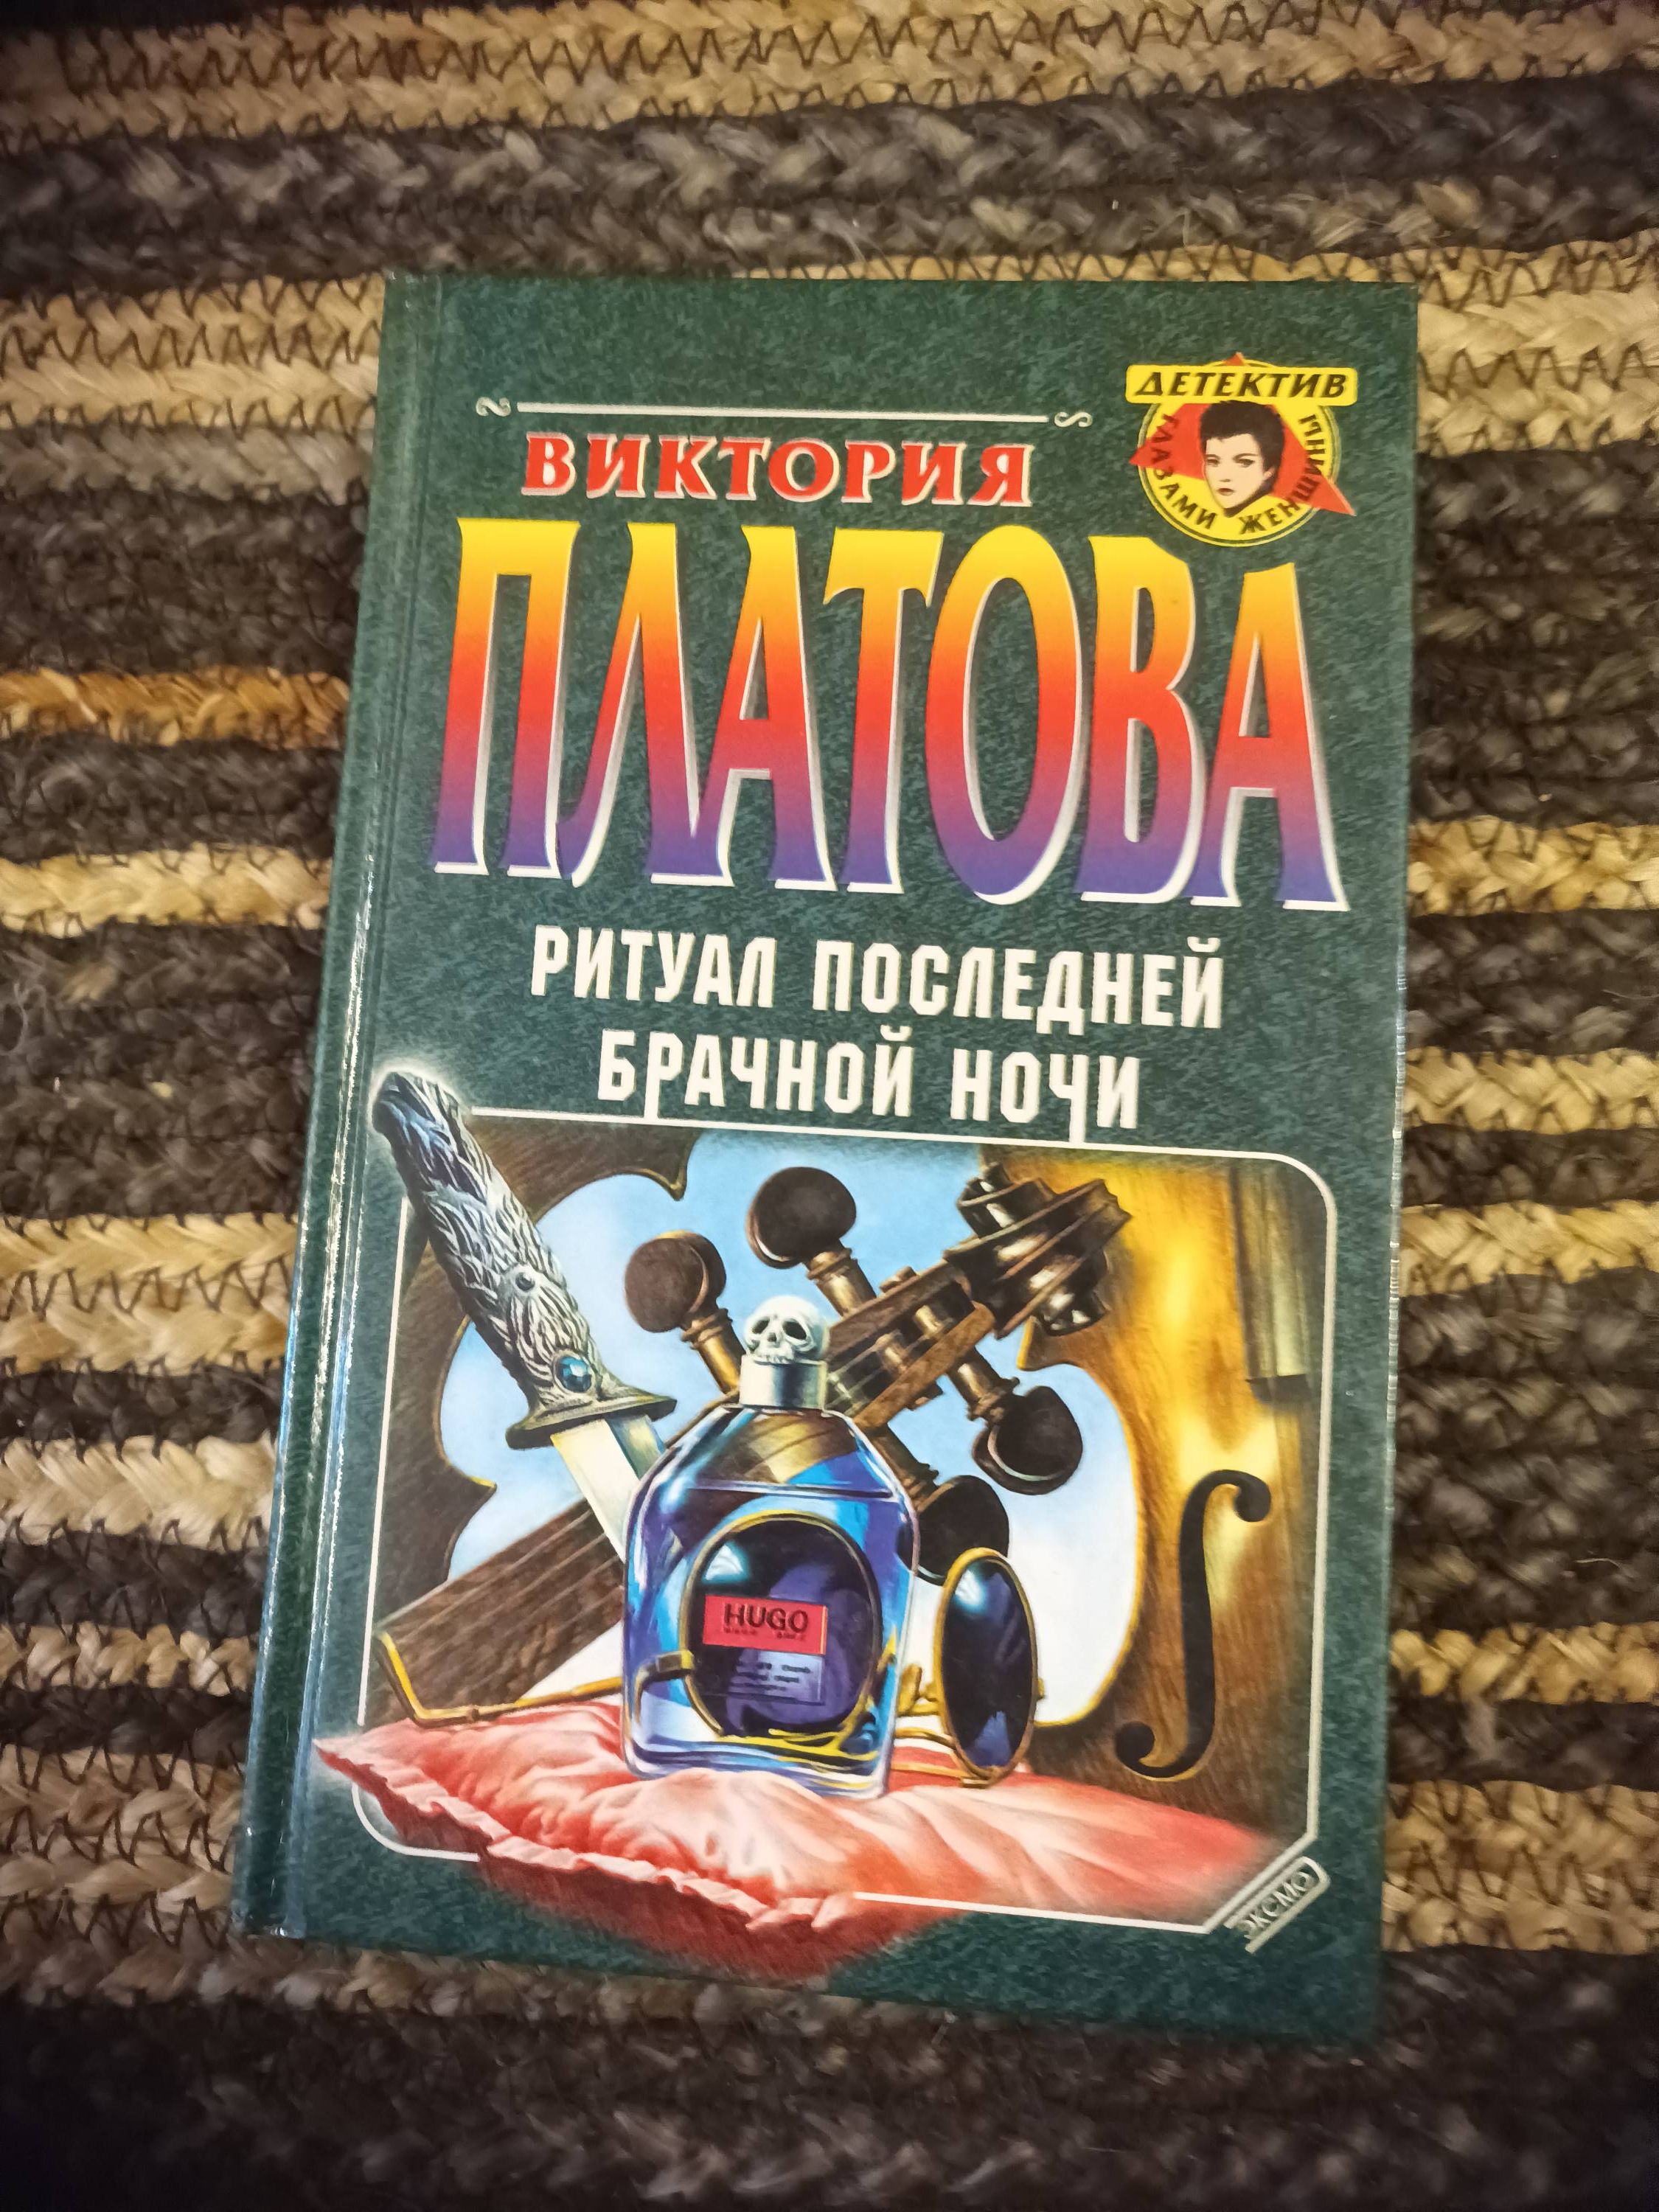 ДЕТЕКТИВ
ГЛАЗАМИ ЖЕНЩИНЫ
ВИКТОРИЯ
ПЛАТОВА
РИТУАЛ ПОСЛЕДНЕЙ
БРАЧНОЙ НОЧИ
HUGO
ЭКСМО